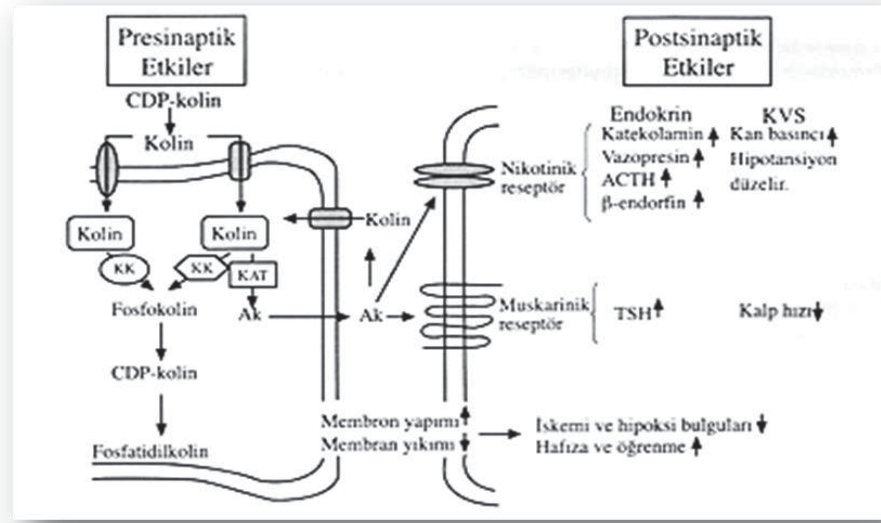 Presinaptik
Etkiler
CDP-kolin
Kolin
Kolin
Kolin
KK
KK
KAT
Fosfokolin
Ak
CDP-kolin
Fosfatidilkolin
Kolin
Ak
Membron yapımı
Membran yıkımı
Postsinaptik
Etkiler
Nikotinik
reseptör
Endokrin
Katekolamin
Vazopresin
ACTH
β-endorfin
KVS
Kan basıncı
Hipotansiyon
düzelir.
Muskarinik
reseptör
TSH
Kalp hızı
İskemi ve hipoksi bulguları
Hafıza ve öğrenme